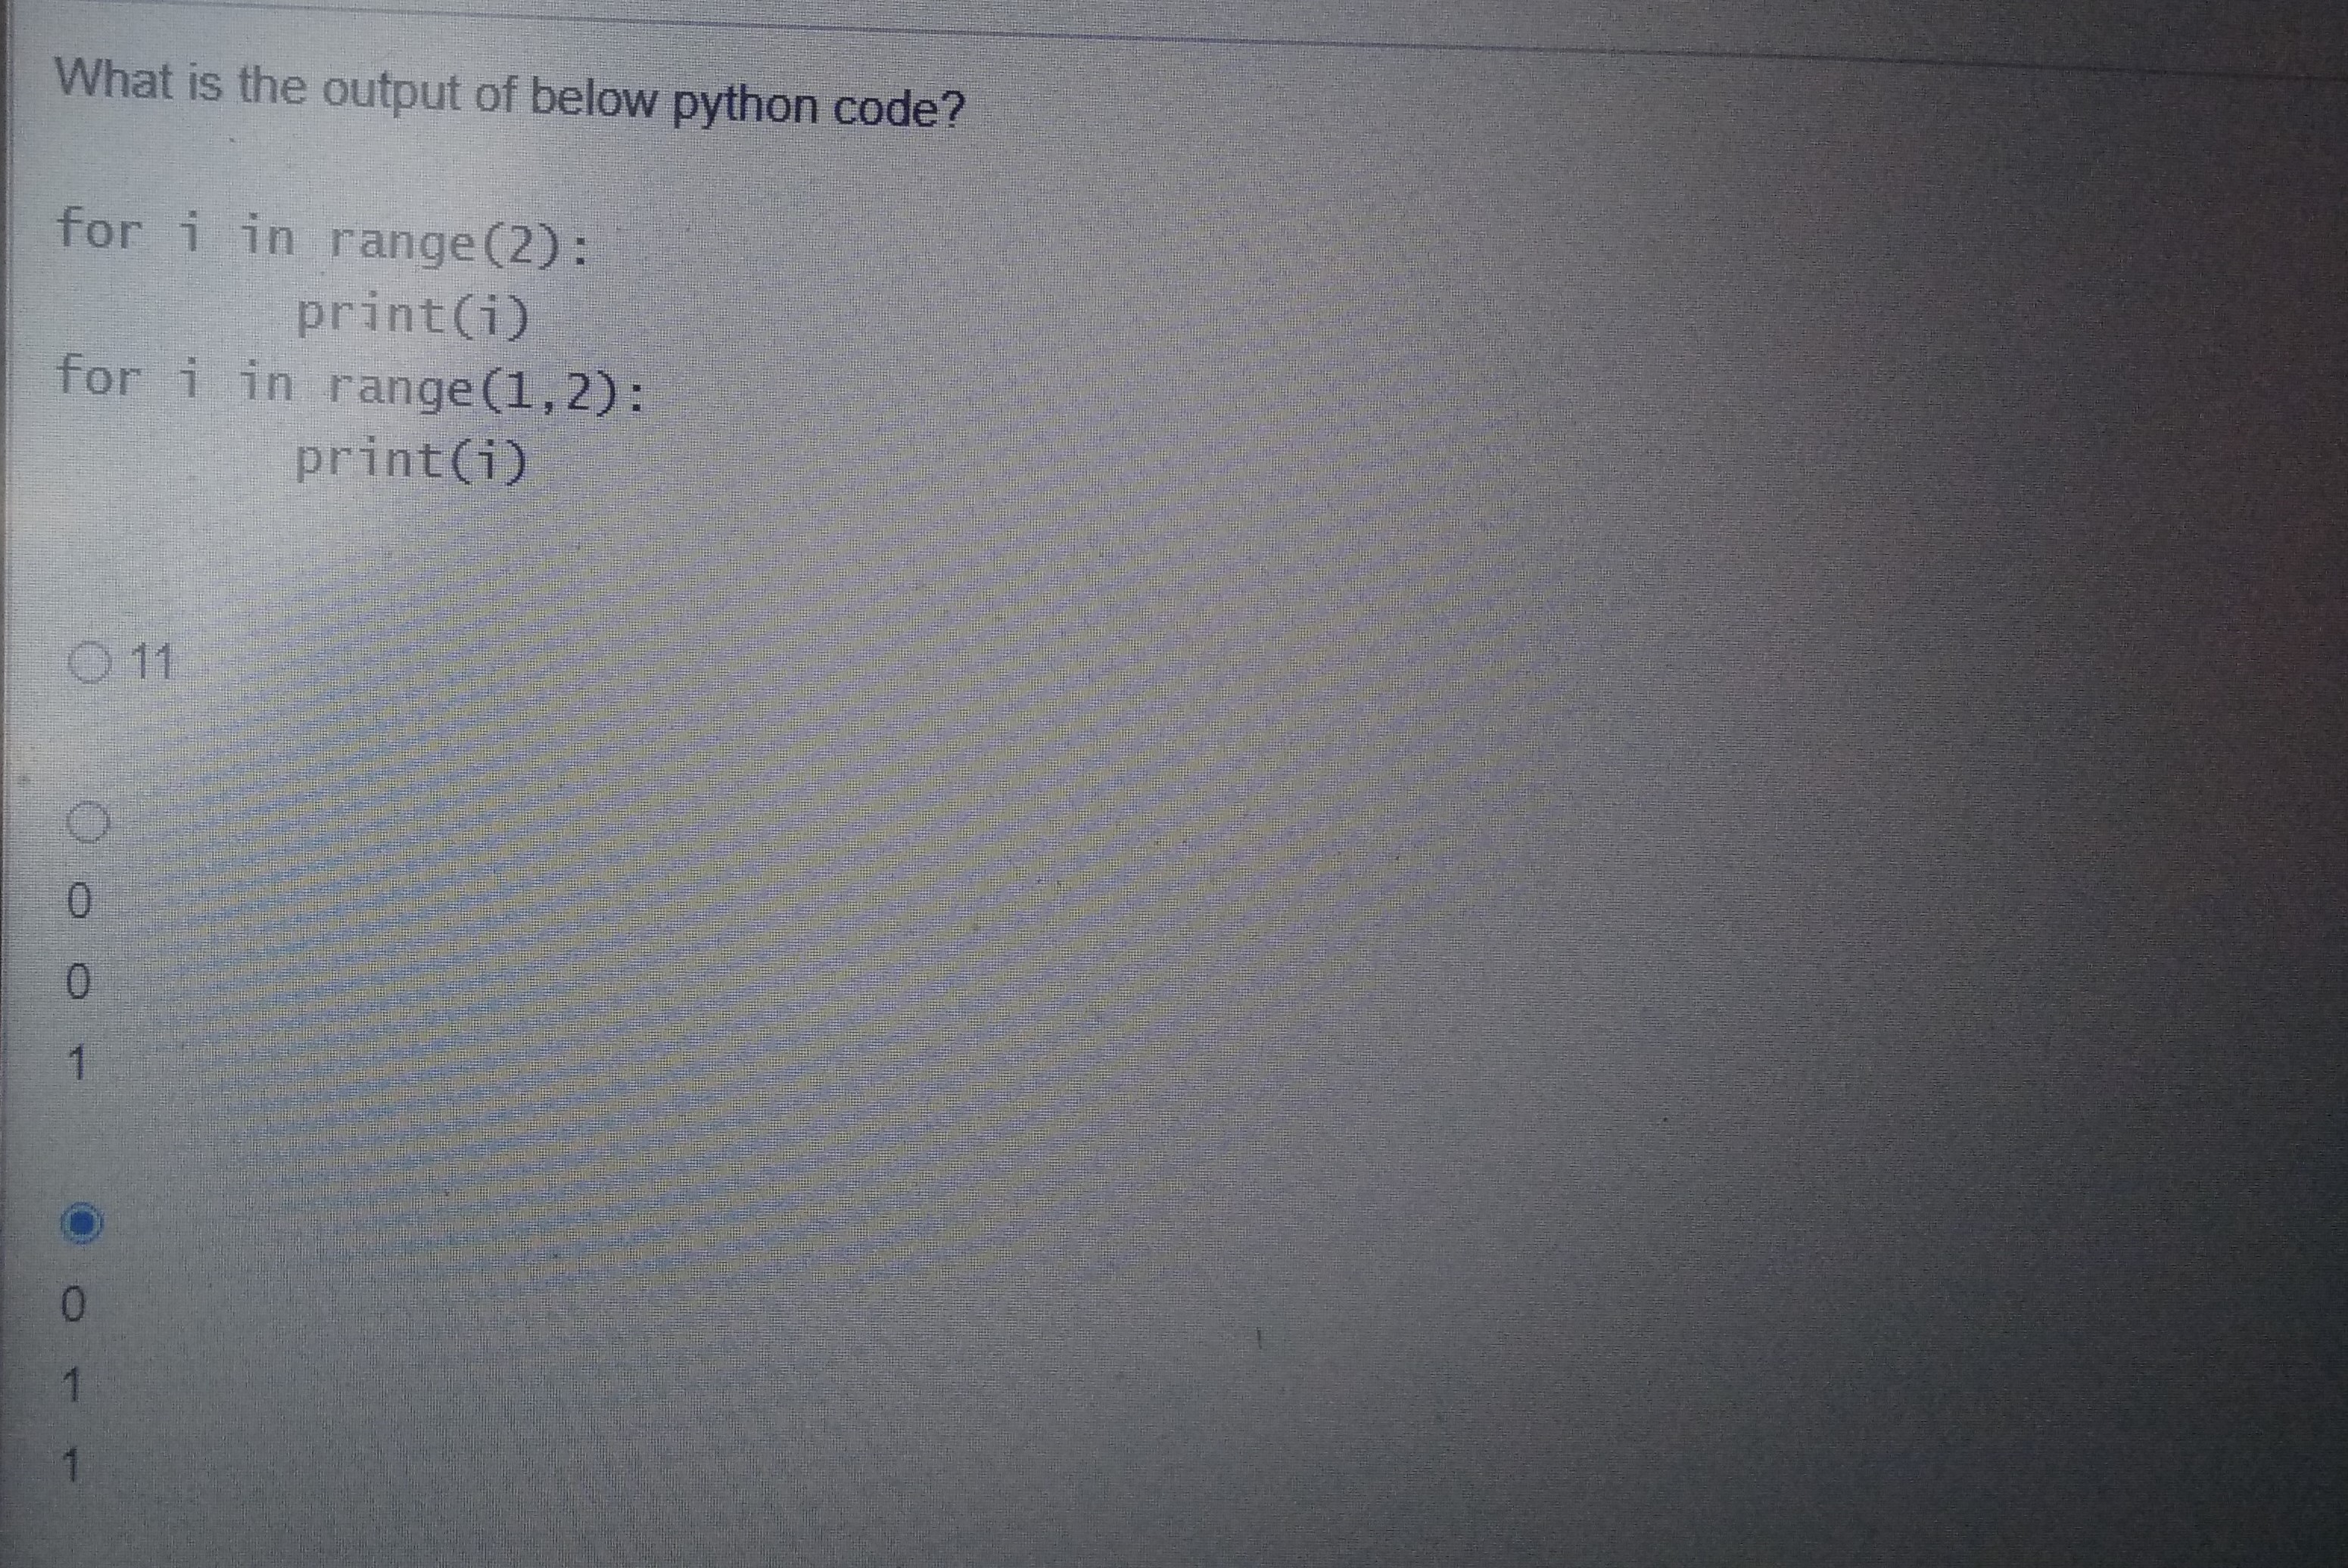 What is the output of below python code?
for i in range(2):
print(i)
for i in range(1,2):
print(i)
11
0
0
1
0
1
1